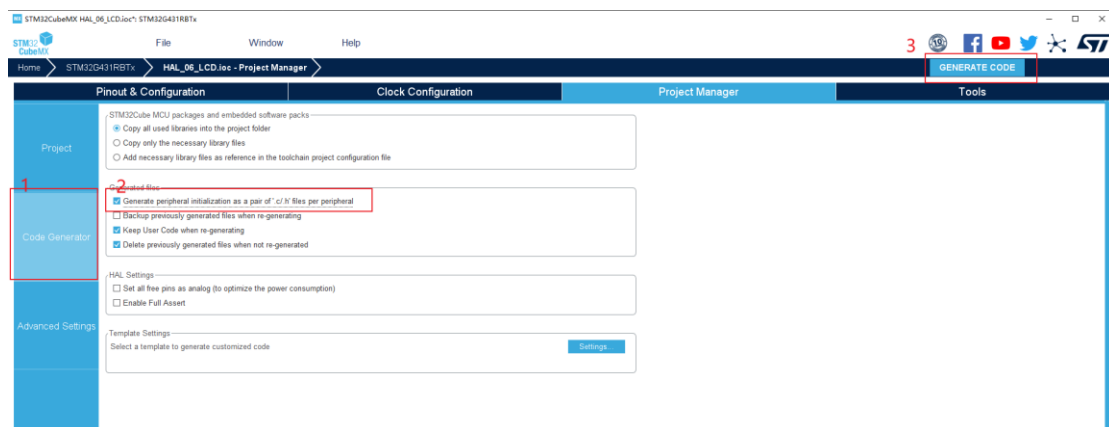 STM32CubeMX HAL_06_LCD.ioc*: STM32G431RBTx
STM32
CubeMX
File
Window
Help
3
Home
STM32G431RBTx
HAL_06_LCD.ioc - Project Manager
GENERATE CODE
Pinout & Configuration
Clock Configuration
Project Manager
Tools
Project
STM32Cube MCU packages and embedded software packs
Copy all used libraries into the project folder
Copy only the necessary library files
Add necessary library files as reference in the toolchain project configuration file
1
Code Generator
Generated files
2
Generate peripheral initialization as a pair of '.c/.h' files per peripheral
Backup previously generated files when re-generating
Keep User Code when re-generating
Delete previously generated files when not re-generated
HAL Settings
Set all free pins as analog (to optimize the power consumption)
Enable Full Assert
Advanced Settings
Template Settings
Select a template to generate customized code
Settings...